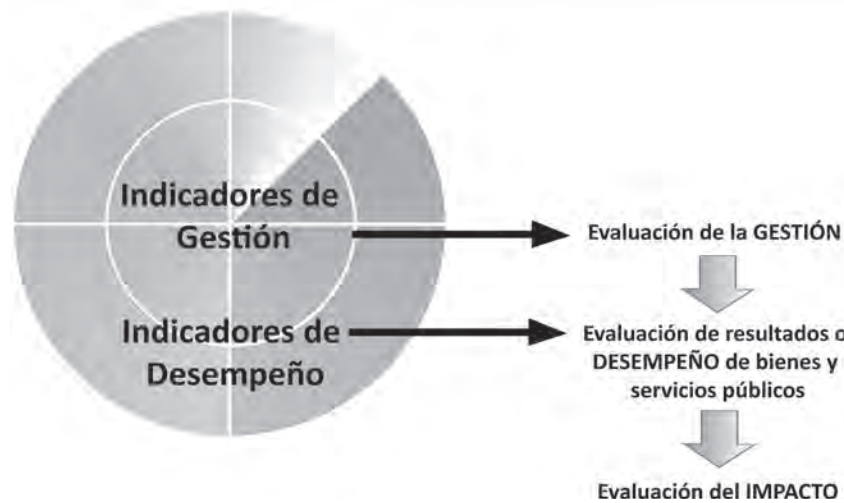 Indicadores de
Gestión
Evaluación de la GESTIÓN
Indicadores de
Desempeño
Evaluación de resultados o
DESEMPEÑO de bienes y
servicios públicos
Evaluación del IMPACTO